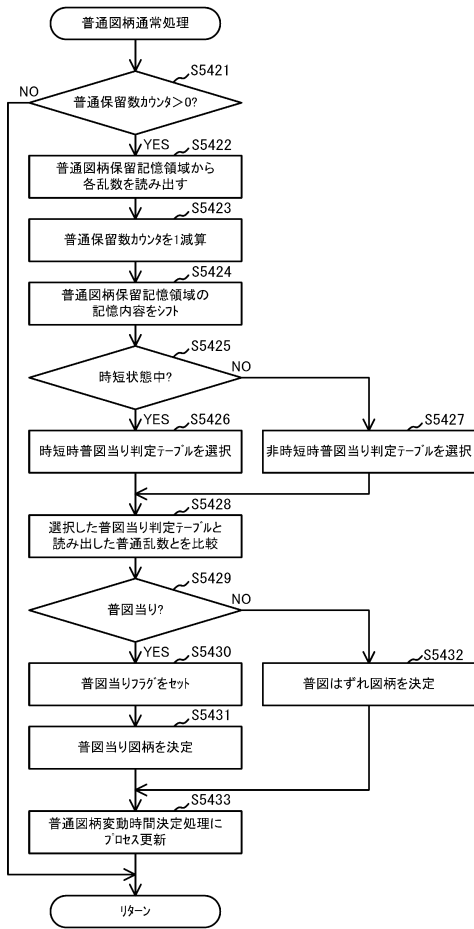 普通図柄通常処理
S5421
NO
普通保留数カウンタ>0?
YES
S5422
普通図柄保留記憶領域から
各乱数を読み出す
S5423
普通保留数カウンタを1減算
S5424
普通図柄保留記憶領域の
記憶内容をシフト
S5425
時短状態中?
NO
YES
S5426
時短時普図当り判定テーブルを選択
S5427
非時短時普図当り判定テーブルを選択
S5428
選択した普図当り判定テーブルと
読み出した普通乱数とを比較
S5429
普図当り?
NO
YES
S5430
普図当りフラグをセット
S5432
普図はずれ図柄を決定
S5431
普図当り図柄を決定
S5433
普通図柄変動時間決定処理に
プロセス更新
リターン